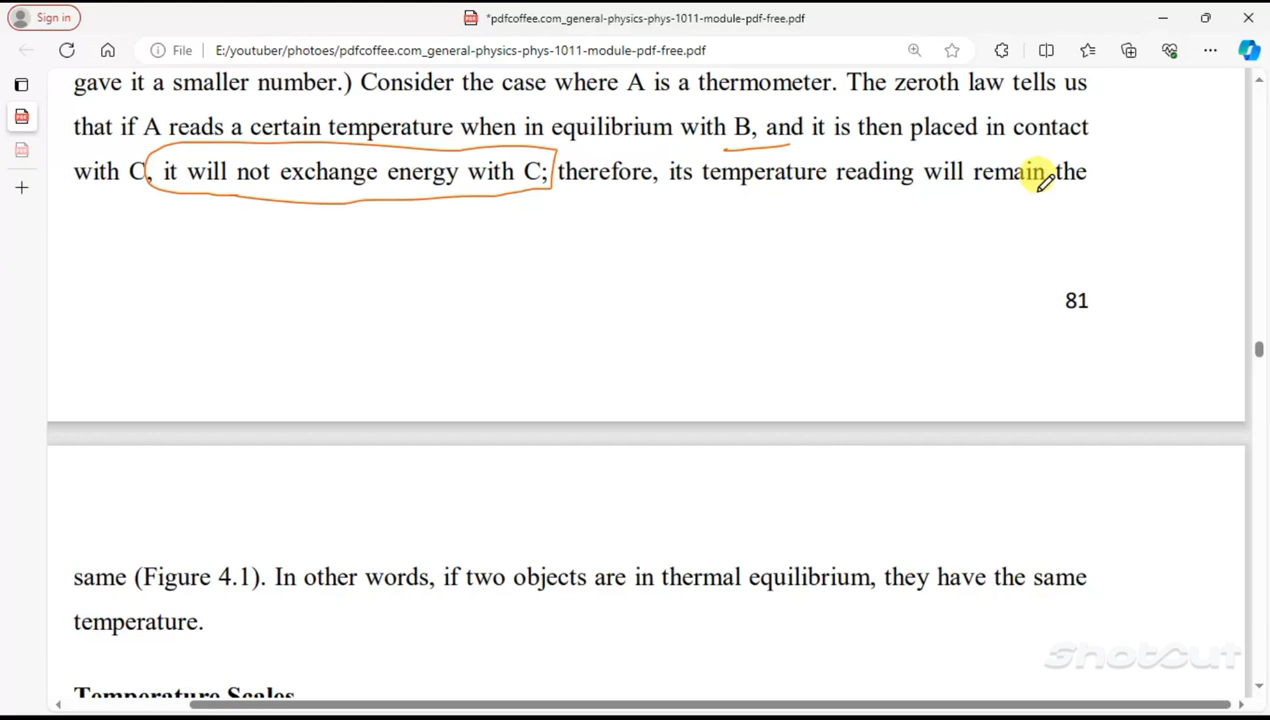 Sign in
*pdfcoffee.com_general-physics-phys-1011-module-pdf-free.pdf
File
E:/youtuber/photoes/pdfcoffee.com_general-physics-phys-1011-module-pdf-free.pdf
gave it a smaller number.) Consider the case where A is a thermometer. The zeroth law tells us
that if A reads a certain temperature when in equilibrium with B, and it is then placed in contact
with C, it will not exchange energy with C; therefore, its temperature reading will remain the
81
same (Figure 4.1). In other words, if two objects are in thermal equilibrium, they have the same
temperature.
Temperature Scales
Shotcut